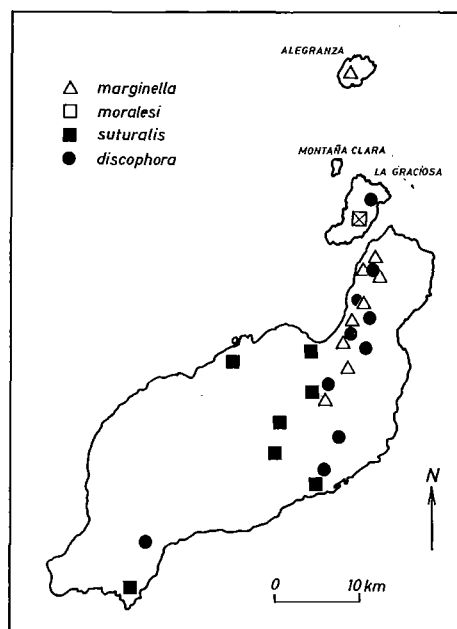 ALEGRANZA
marginella
moralesi
suturalis
discophora
MONTAÑA CLARA
LA GRACIOSA
N
0 10 km